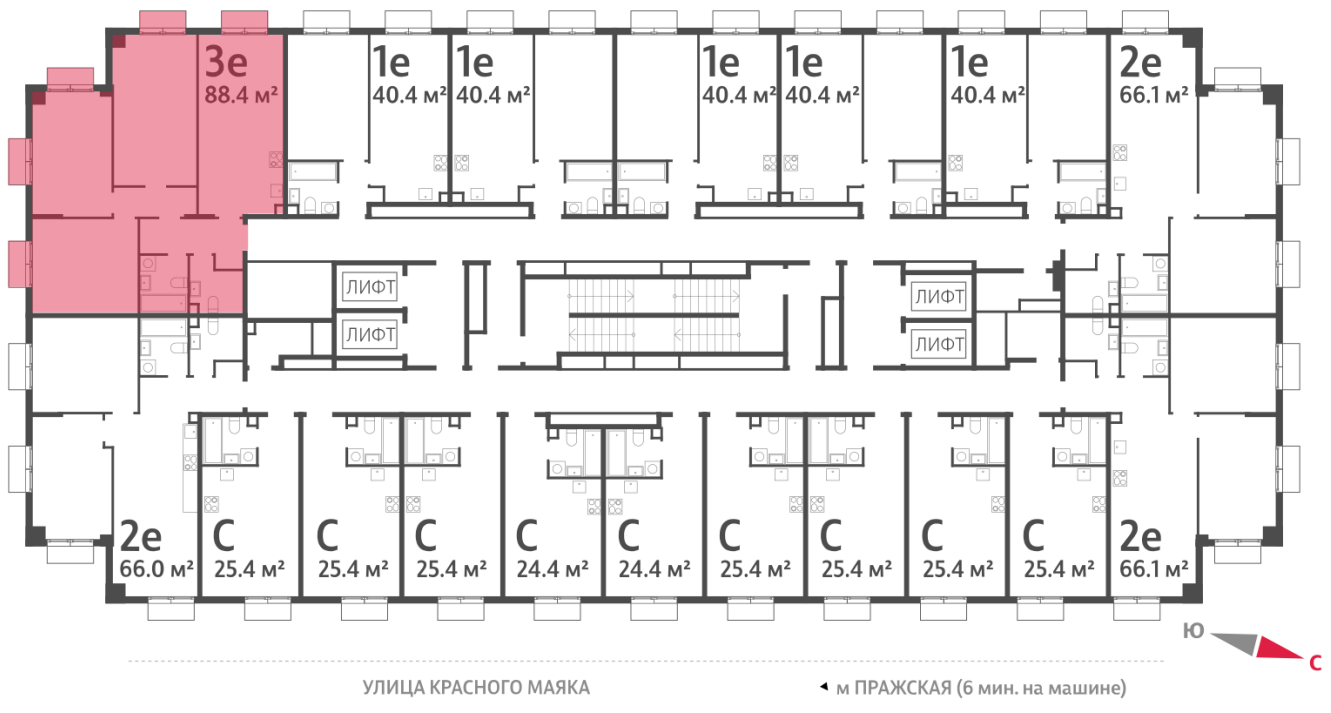 3е 1е 1е 1е 1е 1е 2е
88.4 м² 40.4 м² 40.4 м² 40.4 м² 40.4 м² 40.4 м² 66.1 м²
ЛИФТ ЛИФТ
ЛИФТ ЛИФТ
2е С С С С С С С С С 2е
66.0 м² 25.4 м² 25.4 м² 25.4 м² 24.4 м² 24.4 м² 25.4 м² 25.4 м² 25.4 м² 25.4 м² 66.1 м²
Ю
С
УЛИЦА КРАСНОГО МАЯКА м ПРАЖСКАЯ (6 мин. на машине)